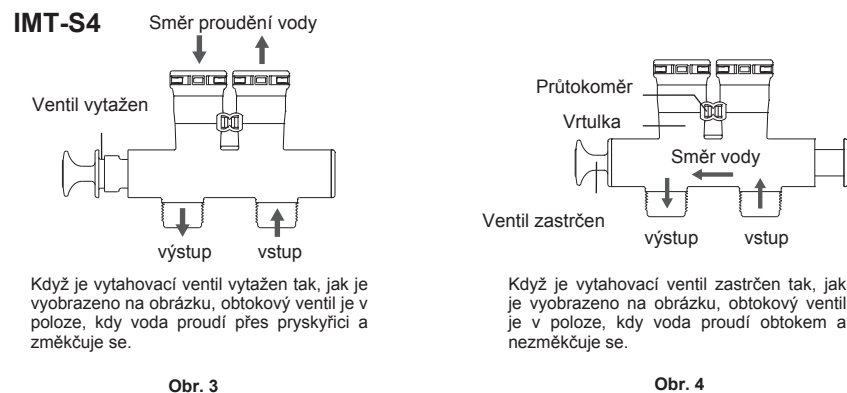 IMT-S4
Směr proudění vody
Ventil vytažen
výstup
vstup
Když je vytahovací ventil vytažen tak, jak je
vyobrazeno na obrázku, obtokový ventil je v
poloze, kdy voda proudí přes pryskyřici a
změkčuje se.
Obr. 3
Průtokoměr
Vrtulka
Směr vody
Ventil zastrčen
výstup
vstup
Když je vytahovací ventil zastrčen tak, jak
je vyobrazeno na obrázku, obtokový ventil
je v poloze, kdy voda proudí obtokem a
nezměkčuje se.
Obr. 4